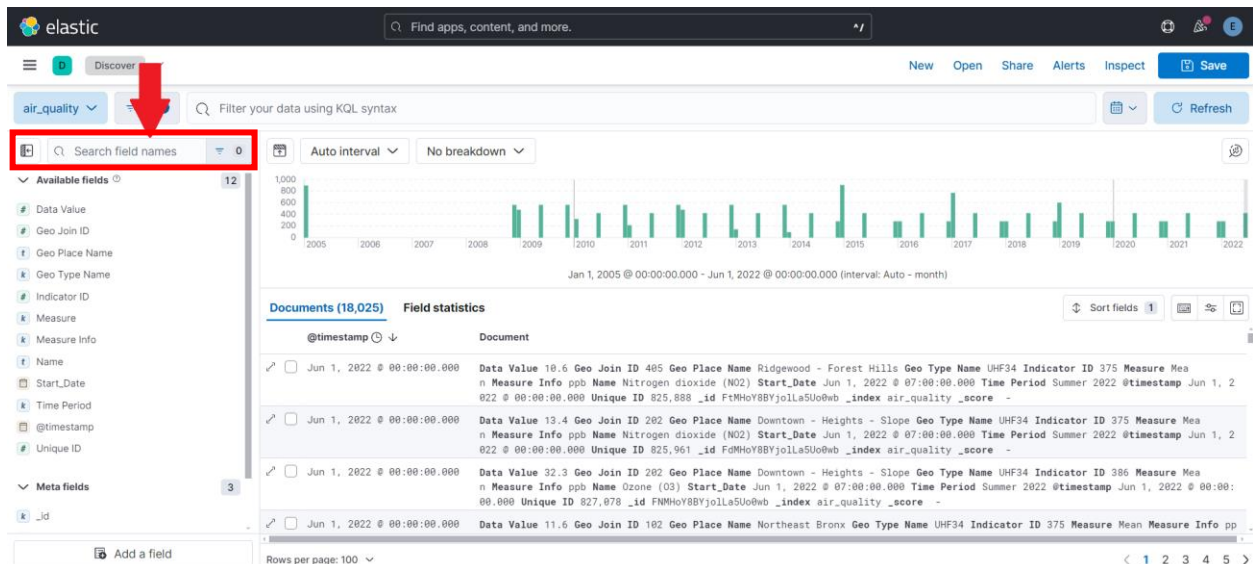 elastic
Find apps, content, and more.
^/
E
D
Discover
New Open Share Alerts Inspect Save
air_quality
Filter your data using KQL syntax
Refresh
Search field names
0
Auto interval
No breakdown
Available fields
12
Data Value
Geo Join ID
Geo Place Name
Geo Type Name
Indicator ID
Measure
Measure Info
Name
Start_Date
Time Period
@timestamp
Unique ID
Meta fields
3
_id
Add a field
1,000
800
600
400
200
0
2005 2006 2007 2008 2009 2010 2011 2012 2013 2014 2015 2016 2017 2018 2019 2020 2021 2022
Jan 1, 2005 @ 00:00:00.000 - Jun 1, 2022 @ 00:00:00.000 (interval: Auto - month)
Documents (18,025) Field statistics
Sort fields 1
@timestamp Document
Jun 1, 2022 @ 00:00:00.000
Data Value 10.6 Geo Join ID 405 Geo Place Name Ridgewood - Forest Hills Geo Type Name UHF34 Indicator ID 375 Measure Mea
n Measure Info ppb Name Nitrogen dioxide (NO2) Start_Date Jun 1, 2022 @ 07:00:00.000 Time Period Summer 2022 @timestamp Jun 1, 2
022 @ 00:00:00.000 Unique ID 825,888 _id FtMHoY8BYjolLa5Uo0wb _index air_quality _score -
Jun 1, 2022 @ 00:00:00.000
Data Value 13.4 Geo Join ID 202 Geo Place Name Downtown - Heights - Slope Geo Type Name UHF34 Indicator ID 375 Measure Mea
n Measure Info ppb Name Nitrogen dioxide (NO2) Start_Date Jun 1, 2022 @ 07:00:00.000 Time Period Summer 2022 @timestamp Jun 1, 2
022 @ 00:00:00.000 Unique ID 825,961 _id FdMHoY8BYjolLa5Uo0wb _index air_quality _score -
Jun 1, 2022 @ 00:00:00.000
Data Value 32.3 Geo Join ID 202 Geo Place Name Downtown - Heights - Slope Geo Type Name UHF34 Indicator ID 386 Measure Mea
n Measure Info ppb Name Ozone (O3) Start_Date Jun 1, 2022 @ 07:00:00.000 Time Period Summer 2022 @timestamp Jun 1, 2022 @ 00:00:
00.000 Unique ID 827,078 _id FNMHoY8BYjolLa5Uo0wb _index air_quality _score -
Jun 1, 2022 @ 00:00:00.000
Data Value 11.6 Geo Join ID 102 Geo Place Name Northeast Bronx Geo Type Name UHF34 Indicator ID 375 Measure Mean Measure Info pp
Rows per page: 100
1 2 3 4 5